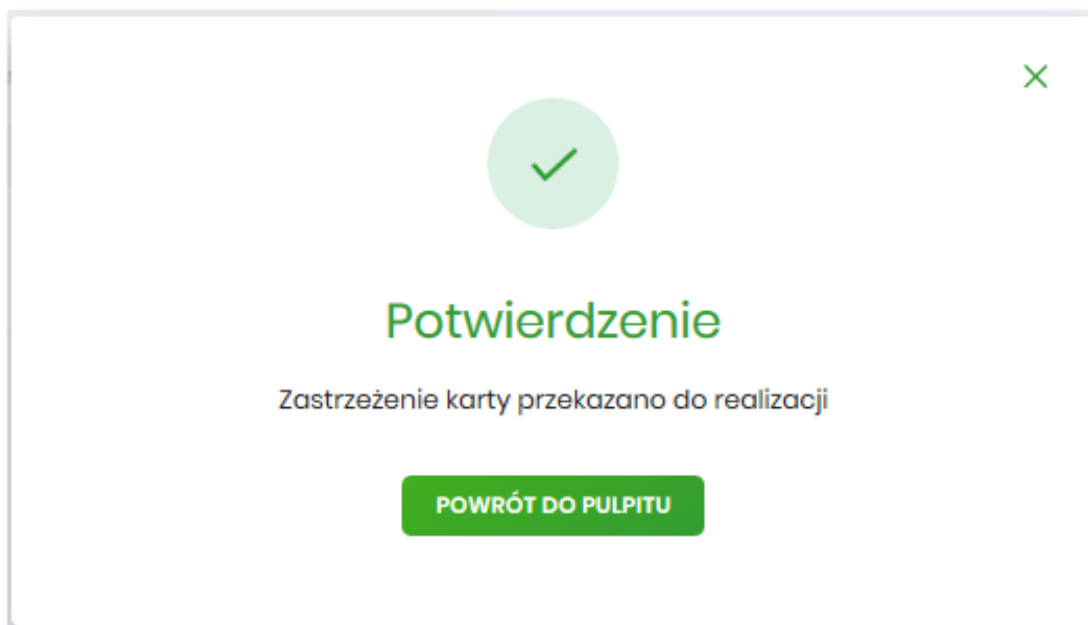 Potwierdzenie
Zastrzeżenie karty przekazano do realizacji
POWRÓT DO PULPITU